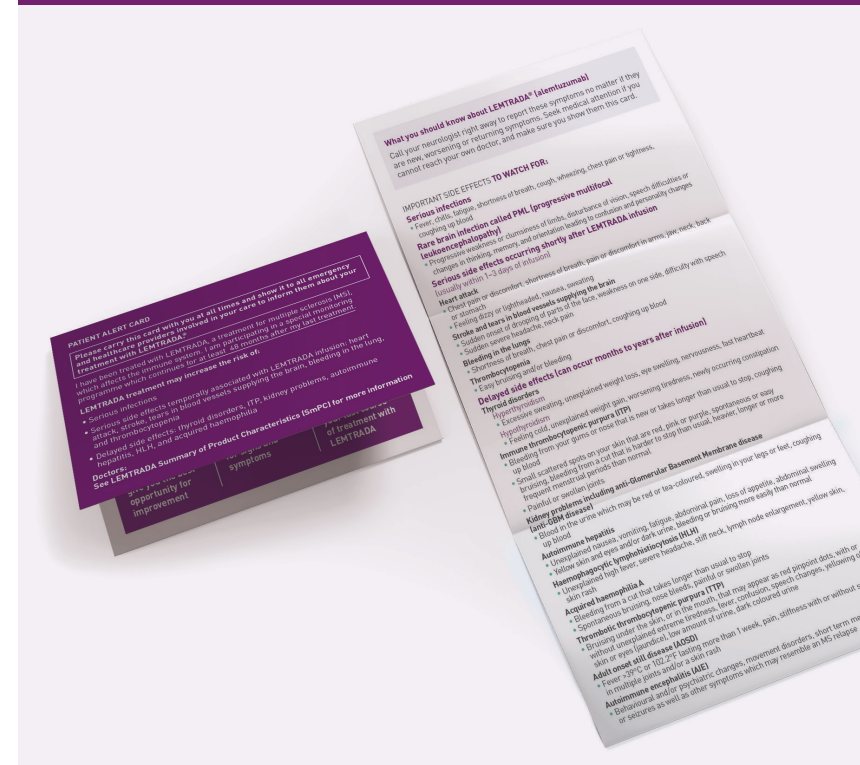 PATIENT ALERT CARD
Please carry this card with you at all times and show it to all emergency
and healthcare providers involved in your care to inform them about your
treatment with LEMTRADA®
I have been treated with LEMTRADA, a treatment for multiple sclerosis (MS),
which affects the immune system. I am participating in a special monitoring
programme which continues for at least 48 months after my last treatment.
LEMTRADA treatment may increase the risk of:
• Serious infections
• Serious side effects temporally associated with LEMTRADA infusion: heart
attack, stroke, tears in blood vessels supplying the brain, bleeding in the lung,
and thrombocytopenia
• Delayed side effects: thyroid disorders, ITP, kidney problems, autoimmune
hepatitis, HLH, and acquired haemophilia
Doctors:
See LEMTRADA Summary of Product Characteristics (SmPC) for more information
give you the best
opportunity for
improvement
symptoms
of treatment with
LEMTRADA
What you should know about LEMTRADA® (alemtuzumab)
Call your neurologist right away to report these symptoms no matter if they
are new, worsening or returning symptoms. Seek medical attention if you
cannot reach your own doctor, and make sure you show them this card.
IMPORTANT SIDE EFFECTS TO WATCH FOR:
Serious infections
• Fever, chills, fatigue, shortness of breath, cough, wheezing, chest pain or tightness,
coughing up blood
Rare brain infection called PML (progressive multifocal
leukoencephalopathy)
• Progressive weakness or clumsiness of limbs, disturbance of vision, speech difficulties or
changes in thinking, memory, and orientation leading to confusion and personality changes
Serious side effects occurring shortly after LEMTRADA infusion
(usually within 1–3 days of infusion)
Heart attack
• Chest pain or discomfort, shortness of breath, pain or discomfort in arms, jaw, neck, back
or stomach
• Feeling dizzy or lightheaded, nausea, sweating
Stroke and tears in blood vessels supplying the brain
• Sudden onset of drooping of parts of the face, weakness on one side, difficulty with speech
• Sudden severe headache, neck pain
Bleeding in the lungs
• Shortness of breath, chest pain or discomfort, coughing up blood
Thrombocytopenia
• Easy bruising and/or bleeding
Delayed side effects (can occur months to years after infusion)
Thyroid disorders
Hyperthyroidism
• Excessive sweating, unexplained weight loss, eye swelling, nervousness, fast heartbeat
Hypothyroidism
• Feeling cold, unexplained weight gain, worsening tiredness, newly occurring constipation
Immune thrombocytopenic purpura (ITP)
• Bleeding from your gums or nose that is new or takes longer than usual to stop, coughing
up blood
• Small scattered spots on your skin that are red, pink or purple, spontaneous or easy
bruising, bleeding from a cut that is harder to stop than usual, heavier, longer or more
frequent menstrual periods than normal
• Painful or swollen joints
Kidney problems including anti-Glomerular Basement Membrane disease
(anti-GBM disease)
• Blood in the urine which may be red or tea-coloured, swelling in your legs or feet, coughing
up blood
Autoimmune hepatitis
• Unexplained nausea, vomiting, fatigue, abdominal pain, loss of appetite, abdominal swelling
• Yellow skin and eyes and/or dark urine, bleeding or bruising more easily than normal
Haemophagocytic lymphohistiocytosis (HLH)
• Unexplained high fever, severe headache, stiff neck, lymph node enlargement, yellow skin,
skin rash
Acquired haemophilia A
• Bleeding from a cut that takes longer than usual to stop
• Spontaneous bruising, nose bleeds, painful or swollen joints
Thrombotic thrombocytopenic purpura (TTP)
• Bruising under the skin, or in the mouth, that may appear as red pinpoint dots, with or
without unexplained extreme tiredness, fever, confusion, speech changes, yellowing
skin or eyes (jaundice), low amount of urine, dark coloured urine
Adult onset still disease (AOSD)
• Fever >39°C or 102.2°F lasting more than 1 week, pain, stiffness with or without
in multiple joints and/or a skin rash
Autoimmune encephalitis (AIE)
• Behavioural and/or psychiatric changes, movement disorders, short term
or seizures as well as other symptoms which may resemble an MS relapse